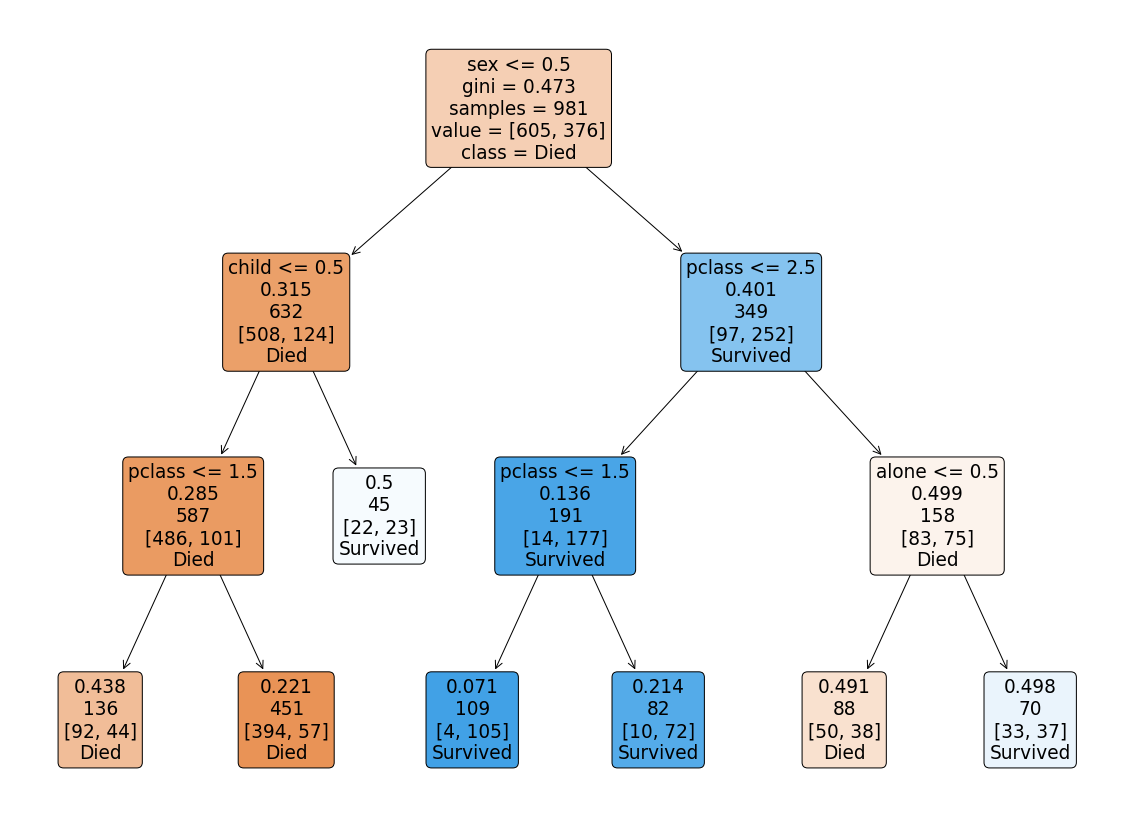 sex <= 0.5
gini = 0.473
samples = 981
value = [605, 376]
class = Died
child <= 0.5
0.315
632
[508, 124]
Died
pclass <= 2.5
0.401
349
[97, 252]
Survived
pclass <= 1.5
0.285
587
[486, 101]
Died
0.5
45
[22, 23]
Survived
pclass <= 1.5
0.136
191
[14, 177]
Survived
alone <= 0.5
0.499
158
[83, 75]
Died
0.438
136
[92, 44]
Died
0.221
451
[394, 57]
Died
0.071
109
[4, 105]
Survived
0.214
82
[10, 72]
Survived
0.491
88
[50, 38]
Died
0.498
70
[33, 37]
Survived